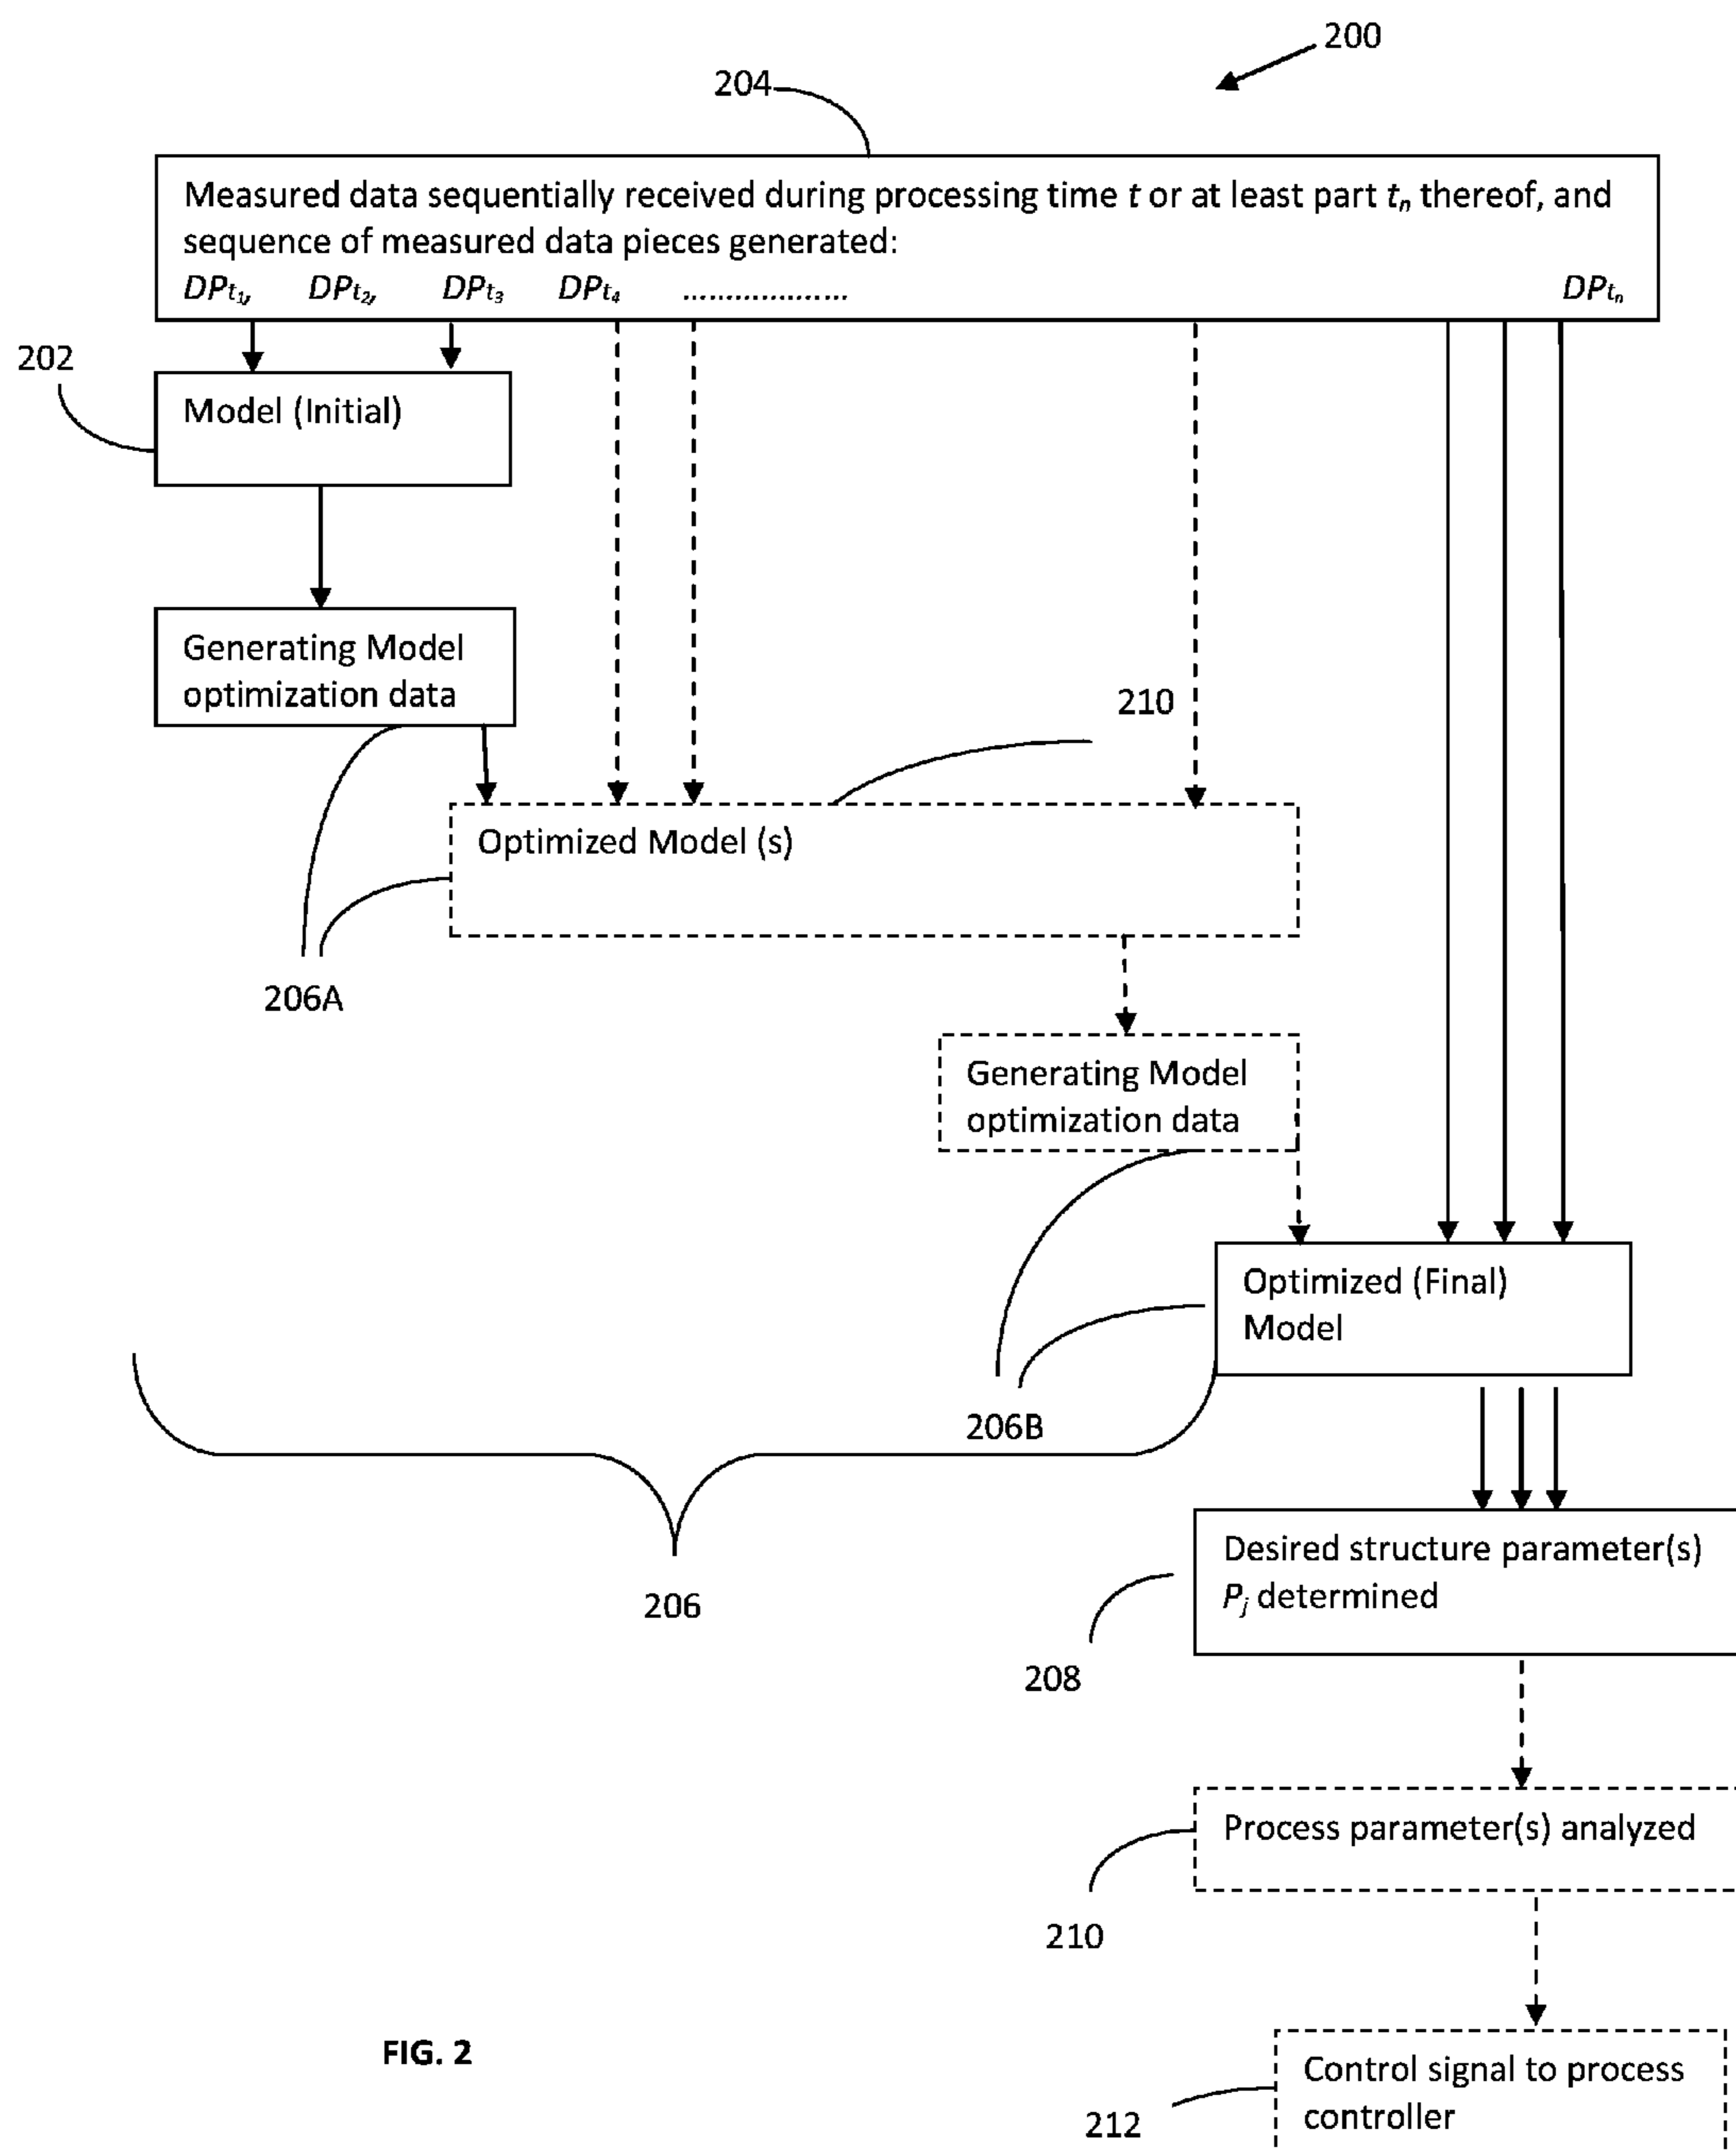 200
204
Measured data sequentially received during processing time t or at least part tn thereof, and
sequence of measured data pieces generated:
DPt1, DPt2, DPt3 DPt4 ................... DPtn
202
Model (Initial)
Generating Model
optimization data
210
Optimized Model (s)
206A
Generating Model
optimization data
Optimized (Final)
Model
206B
206
Desired structure parameter(s)
Pj determined
208
Process parameter(s) analyzed
210
FIG. 2
Control signal to process
controller
212